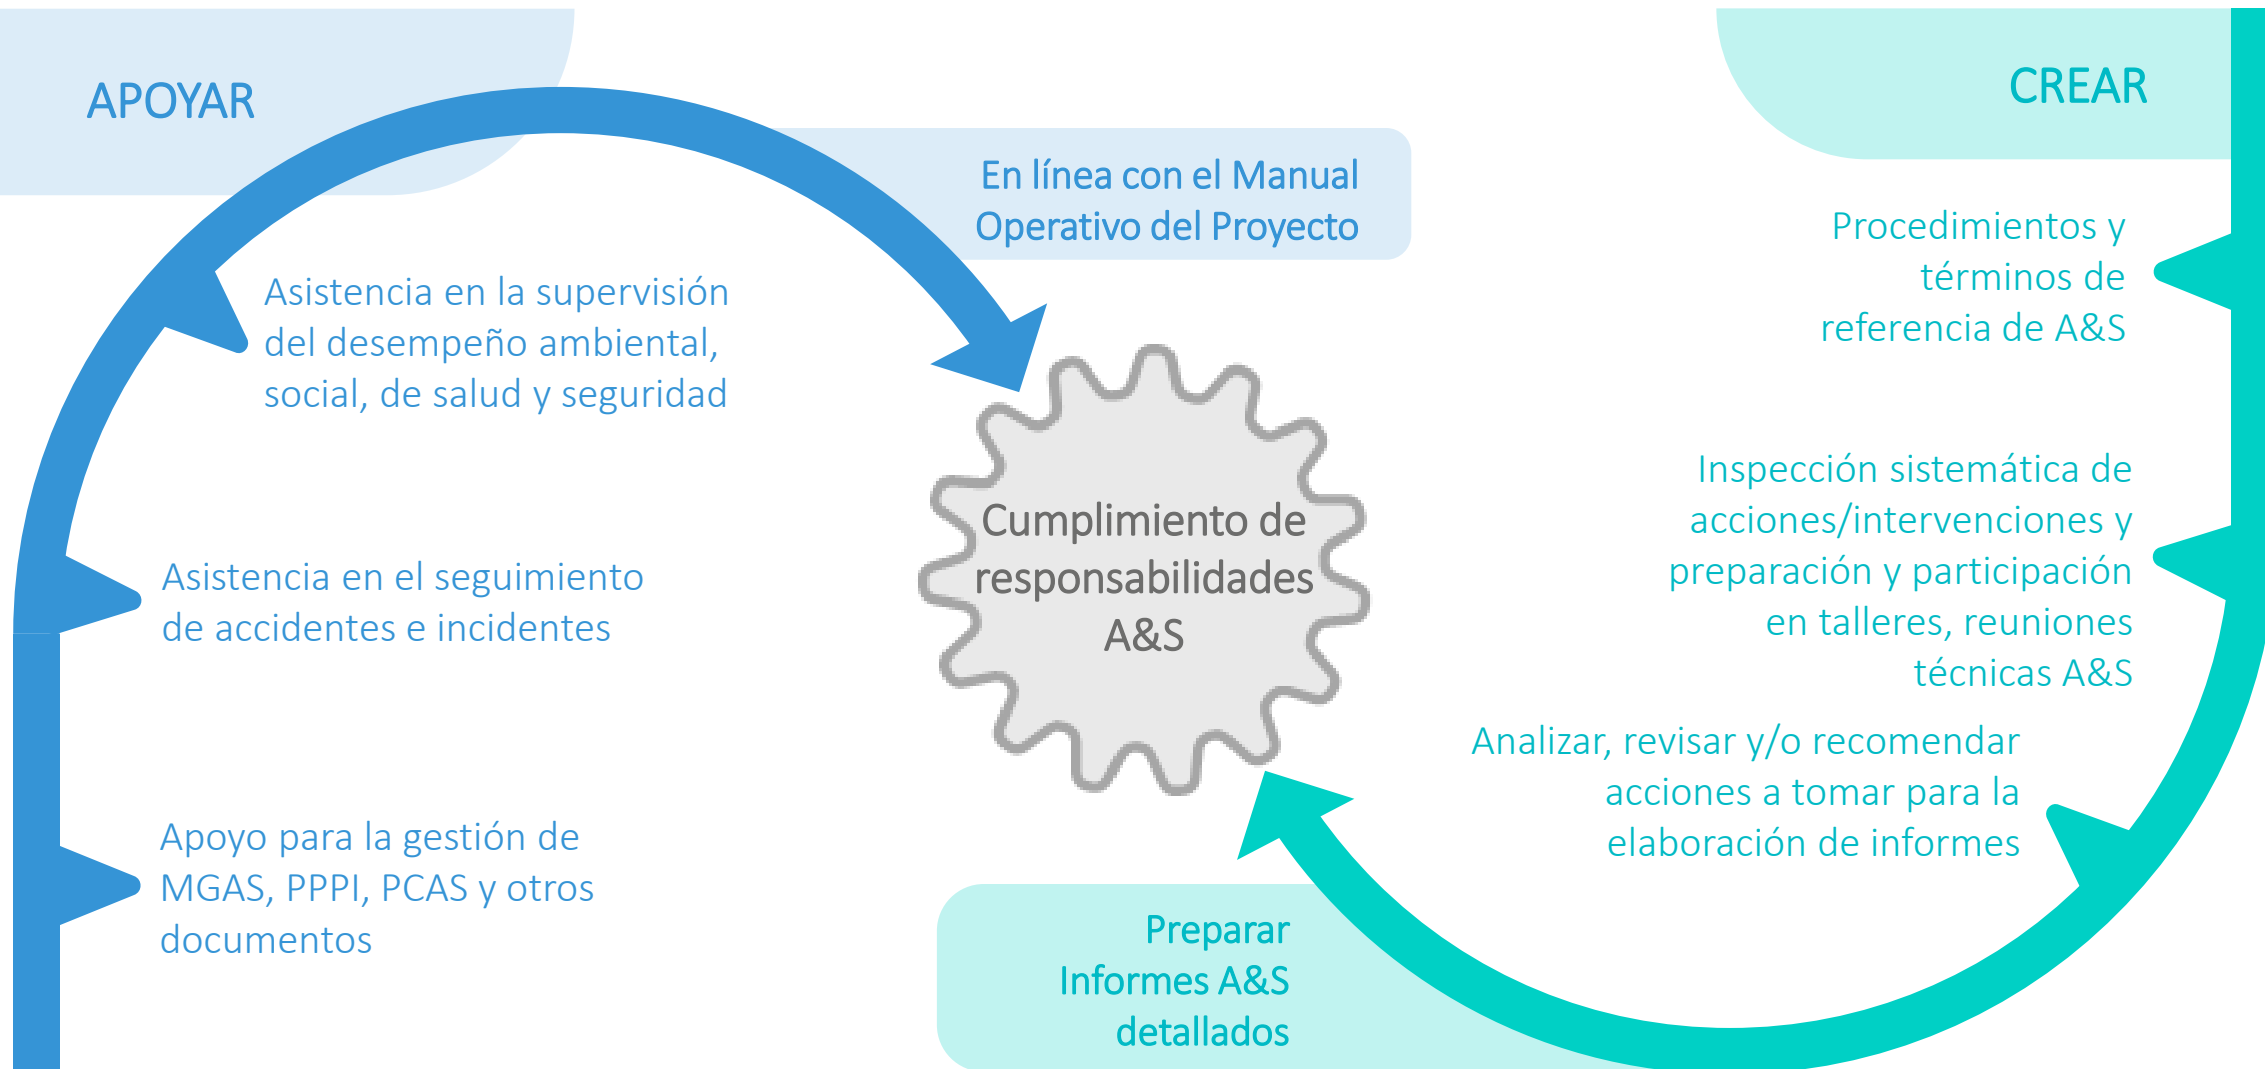 APOYAR
En línea con el Manual
Operativo del Proyecto
Asistencia en la supervisión
del desempeño ambiental,
social, de salud y seguridad
Asistencia en el seguimiento
de accidentes e incidentes
Apoyo para la gestión de
MGAS, PPPI, PCAS y otros
documentos
Cumplimiento de
responsabilidades
A&S
CREAR
Procedimientos y
términos de
referencia de A&S
Inspección sistemática de
acciones/intervenciones y
preparación y participación
en talleres, reuniones
técnicas A&S
Analizar, revisar y/o recomendar
acciones a tomar para la
elaboración de informes
Preparar
Informes A&S
detallados